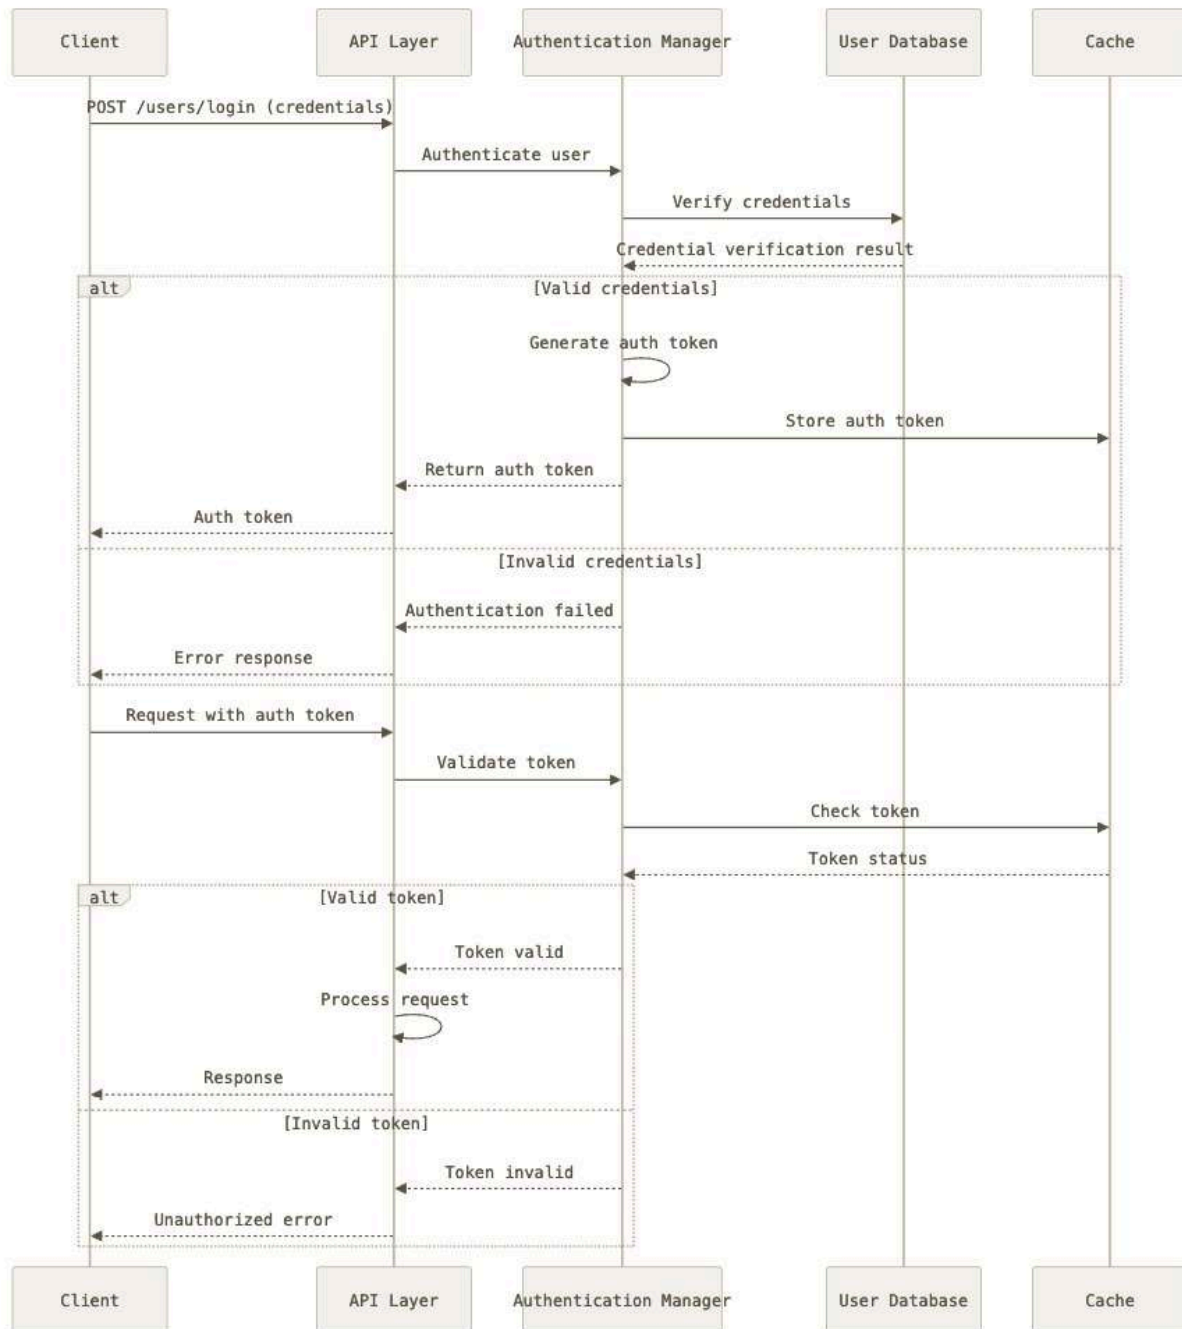 Client API Layer Authentication Manager User Database Cache
POST /users/login (credentials)
Authenticate user
Verify credentials
Credential verification result
alt [Valid credentials]
Generate auth token
Store auth token
Return auth token
Auth token
[Invalid credentials]
Authentication failed
Error response
Request with auth token
Validate token
Check token
Token status
alt [Valid token]
Token valid
Process request
Response
[Invalid token]
Token invalid
Unauthorized error
Client API Layer Authentication Manager User Database Cache